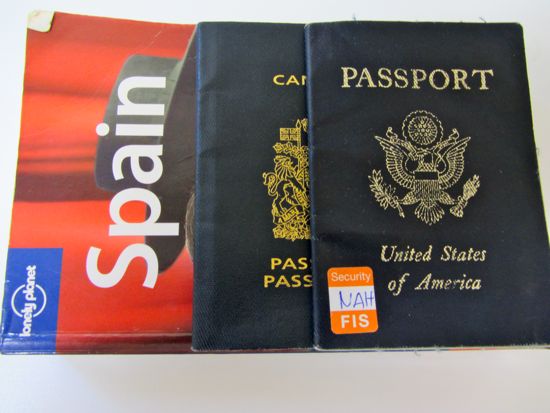 lonely planet
Spain
CAN
PASS
PASS
PASSPORT
United States
of America
Security
NAH
FIS